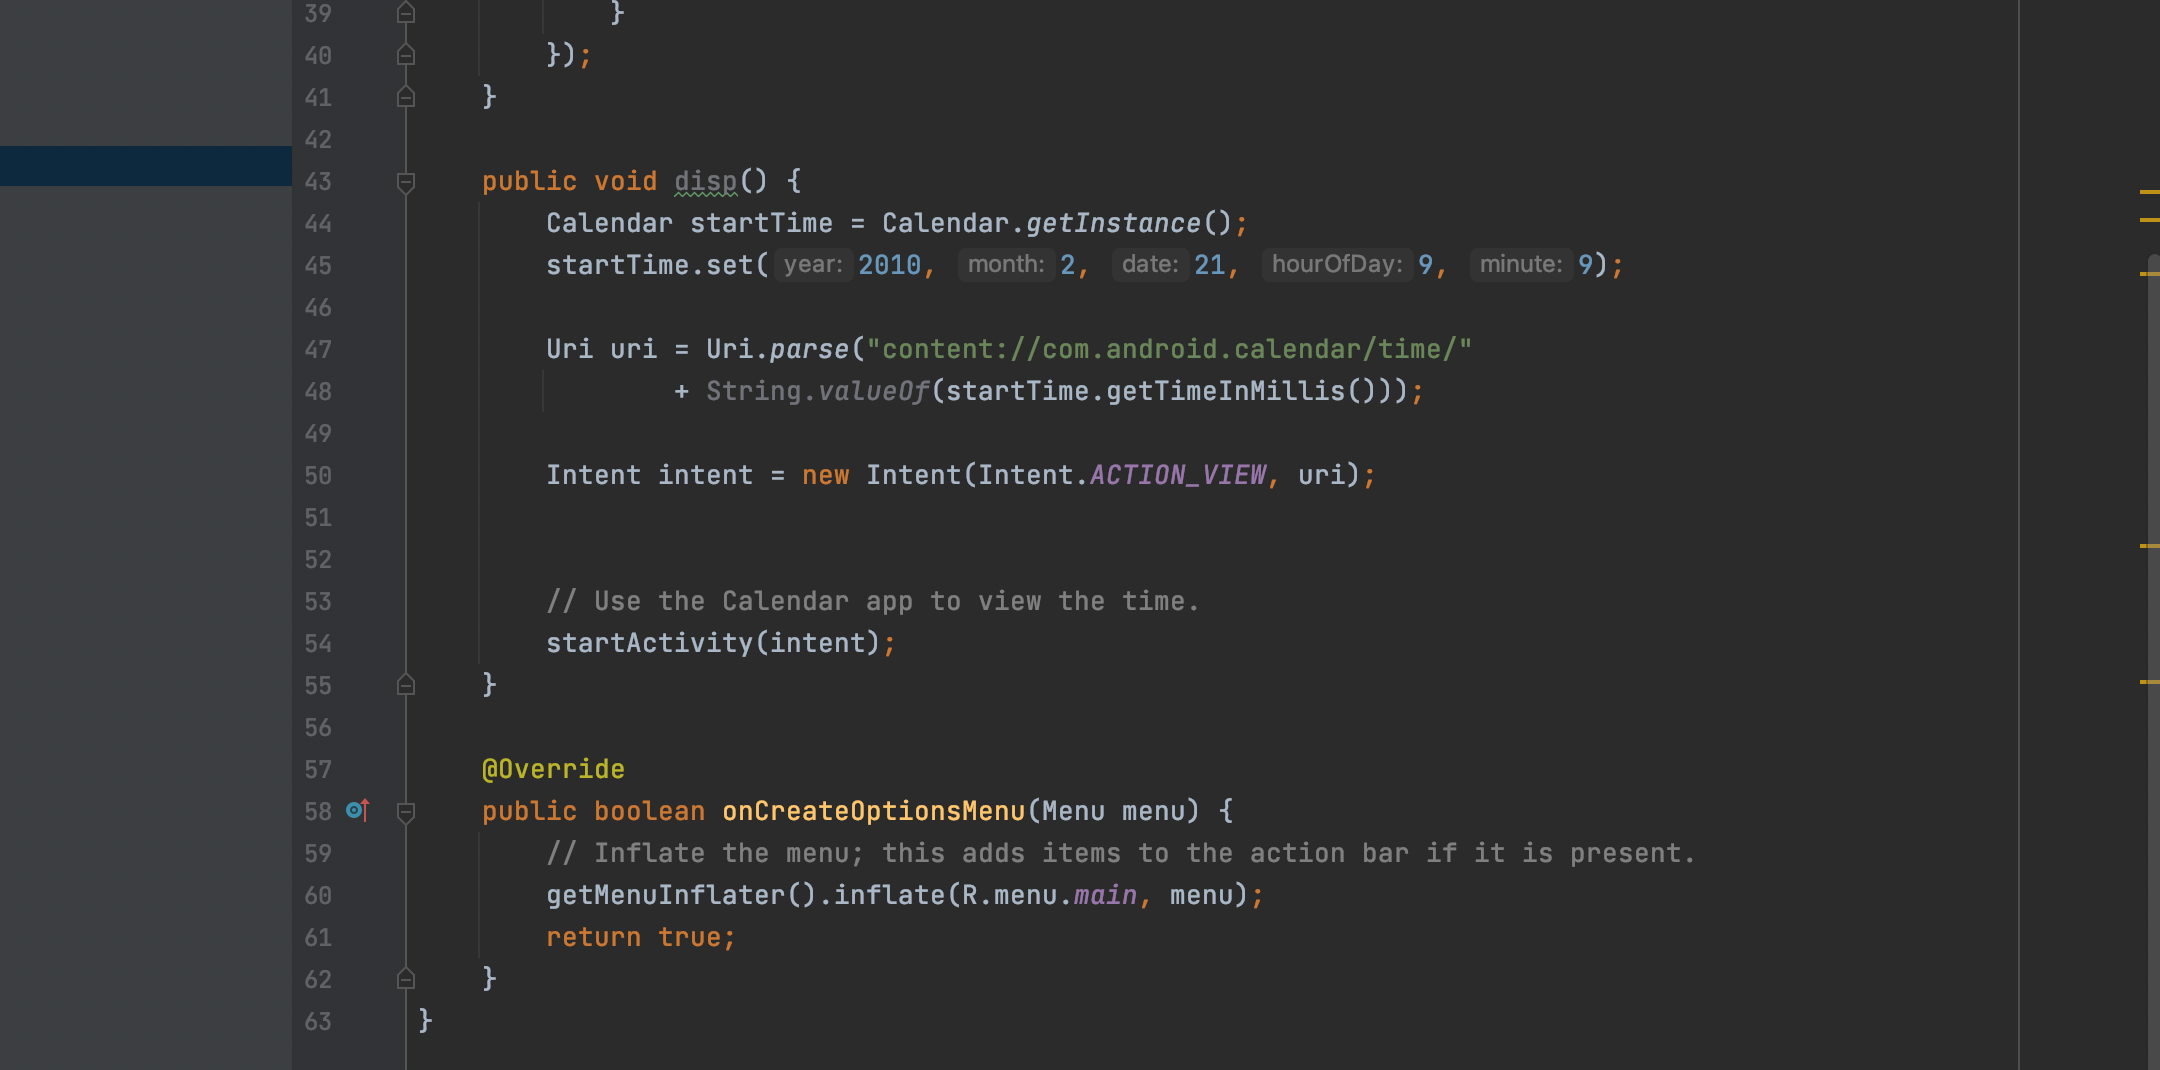 39 }
40 });
41 }
42
43 public void disp() {
44 Calendar startTime = Calendar.getInstance();
45 startTime.set( year: 2010, month: 2, date: 21, hourOfDay: 9, minute: 9);
46
47 Uri uri = Uri.parse("content://com.android.calendar/time/"
48 + String.valueOf(startTime.getTimeInMillis()));
49
50 Intent intent = new Intent(Intent.ACTION_VIEW, uri);
51
52
53 // Use the Calendar app to view the time.
54 startActivity(intent);
55 }
56
57 @Override
58 public boolean onCreateOptionsMenu(Menu menu) {
59 // Inflate the menu; this adds items to the action bar if it is present.
60 getMenuInflater().inflate(R.menu.main, menu);
61 return true;
62 }
63 }